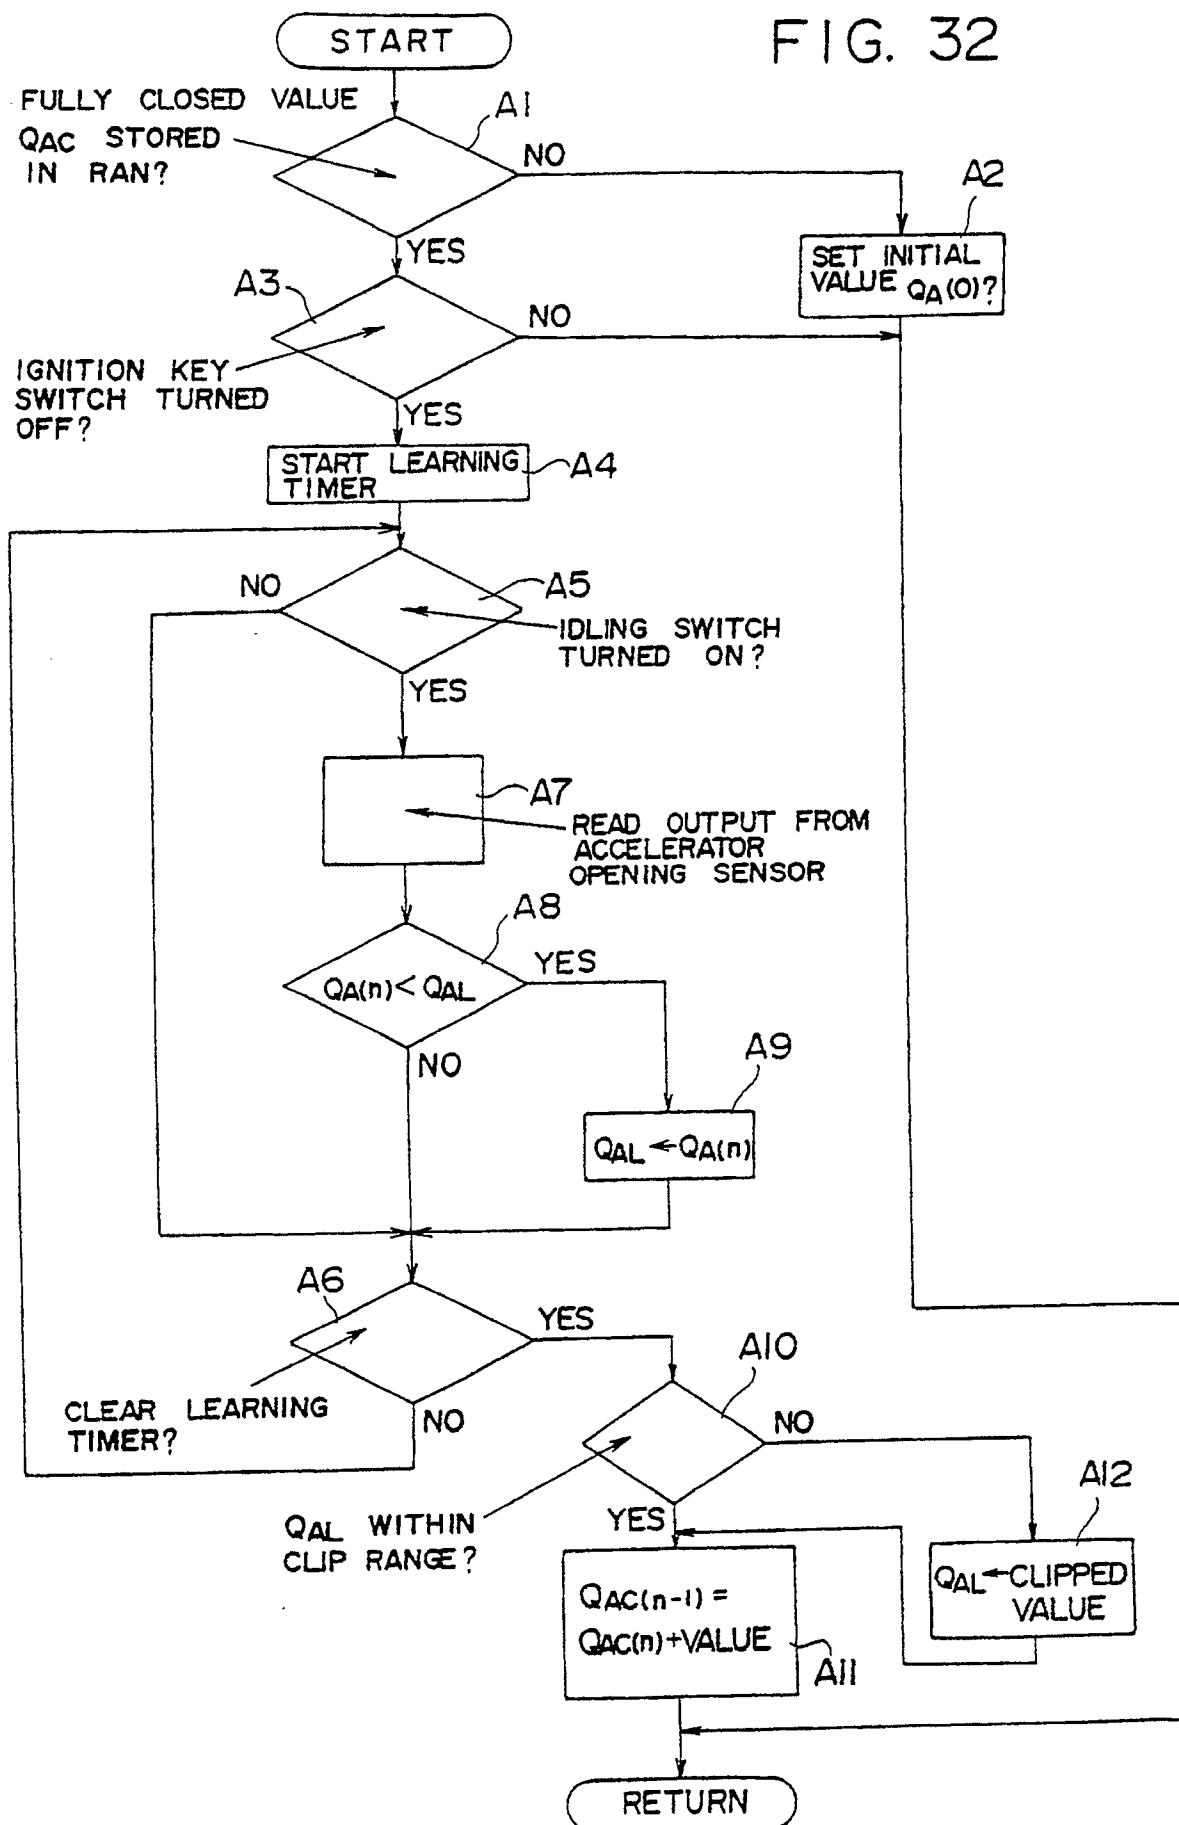 FIG. 32
START
FULLY CLOSED VALUE
QAC STORED
IN RAN?
A1
NO
YES
A2
SET INITIAL
VALUE QA(0)?
A3
NO
IGNITION KEY
SWITCH TURNED
OFF?
YES
START LEARNING
TIMER
A4
NO
A5
IDLING SWITCH
TURNED ON?
YES
A7
READ OUTPUT FROM
ACCELERATOR
OPENING SENSOR
A8
QA(n) < QAL
YES
NO
A9
QAL ← QA(n)
A6
YES
CLEAR LEARNING
TIMER?
NO
A10
NO
QAL WITHIN
CLIP RANGE?
YES
A12
QAL ← CLIPPED
VALUE
QAC(n-1) =
QAC(n)+VALUE
A11
RETURN